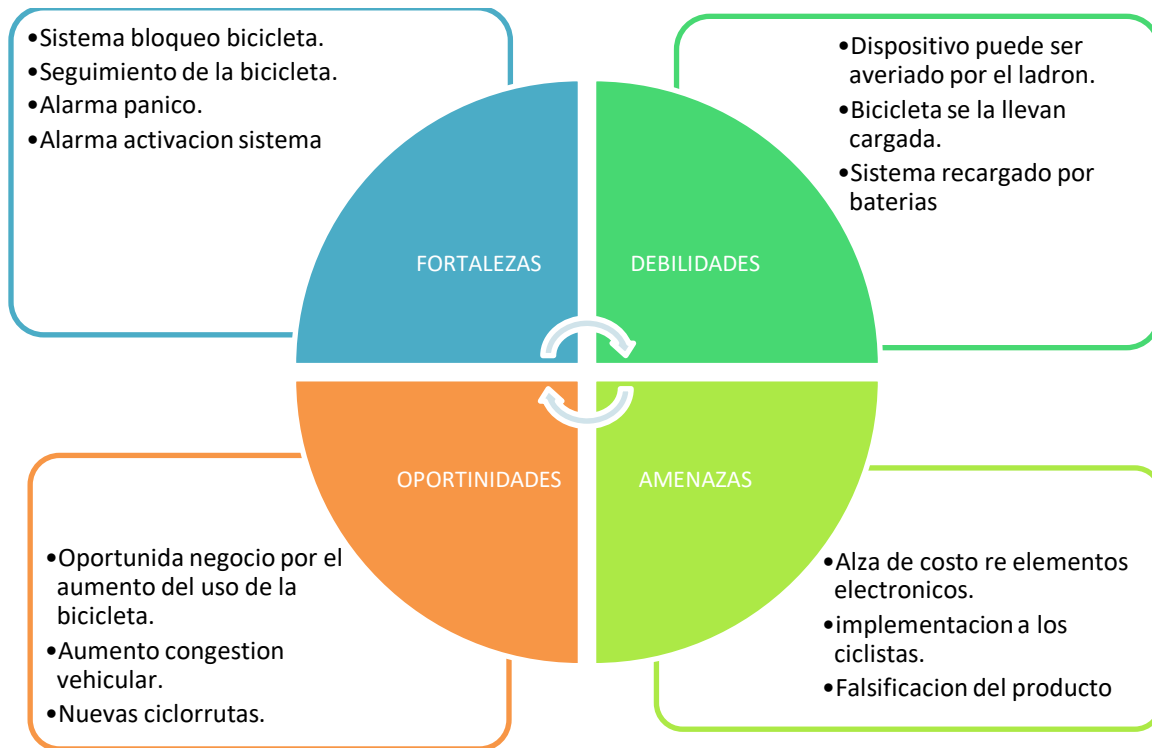 •Sistema bloqueo bicicleta.
•Seguimiento de la bicicleta.
•Alarma panico.
•Alarma activacion sistema
•Dispositivo puede ser
averiado por el ladron.
•Bicicleta se la llevan
cargada.
•Sistema recargado por
baterias
FORTALEZAS
DEBILIDADES
OPORTINIDADES
AMENAZAS
•Oportunida negocio por el
aumento del uso de la
bicicleta.
•Aumento congestion
vehicular.
•Nuevas ciclorrutas.
•Alza de costo re elementos
electronicos.
•implementacion a los
ciclistas.
•Falsificacion del producto